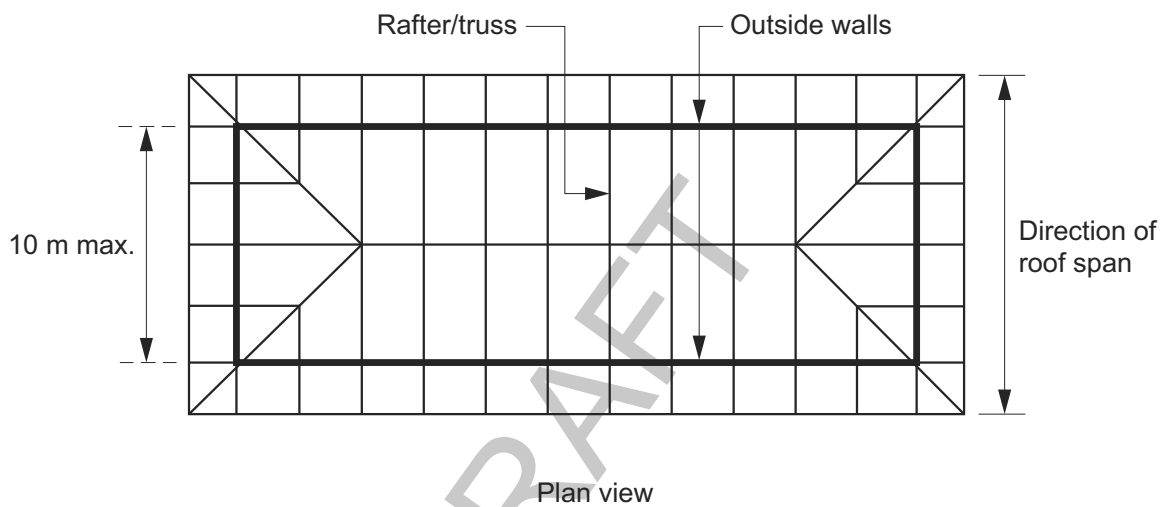 Rafter/truss
Outside walls
10 m max.
Direction of
roof span
DRAFT
Plan view